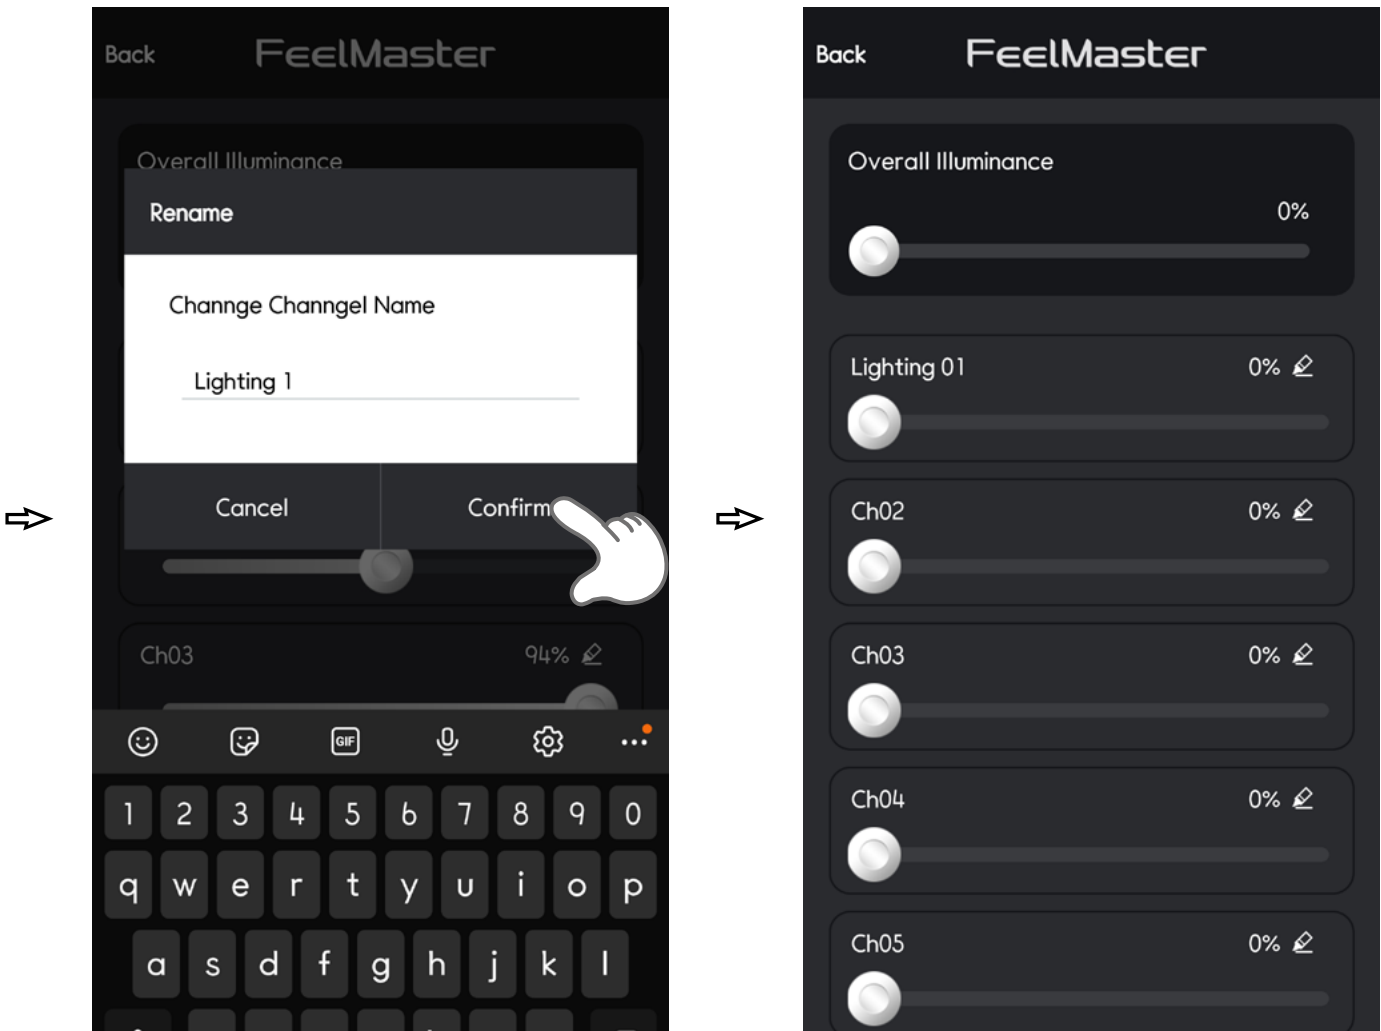 Back FeelMaster
Overall Illuminance
Rename
Channge Channgel Name
Lighting 1
Cancel Confirm
Ch03 94%
GIF
1 2 3 4 5 6 7 8 9 0
q w e r t y u i o p
a s d f g h j k l
Back FeelMaster
Overall Illuminance
0%
Lighting 01 0%
Ch02 0%
Ch03 0%
Ch04 0%
Ch05 0%